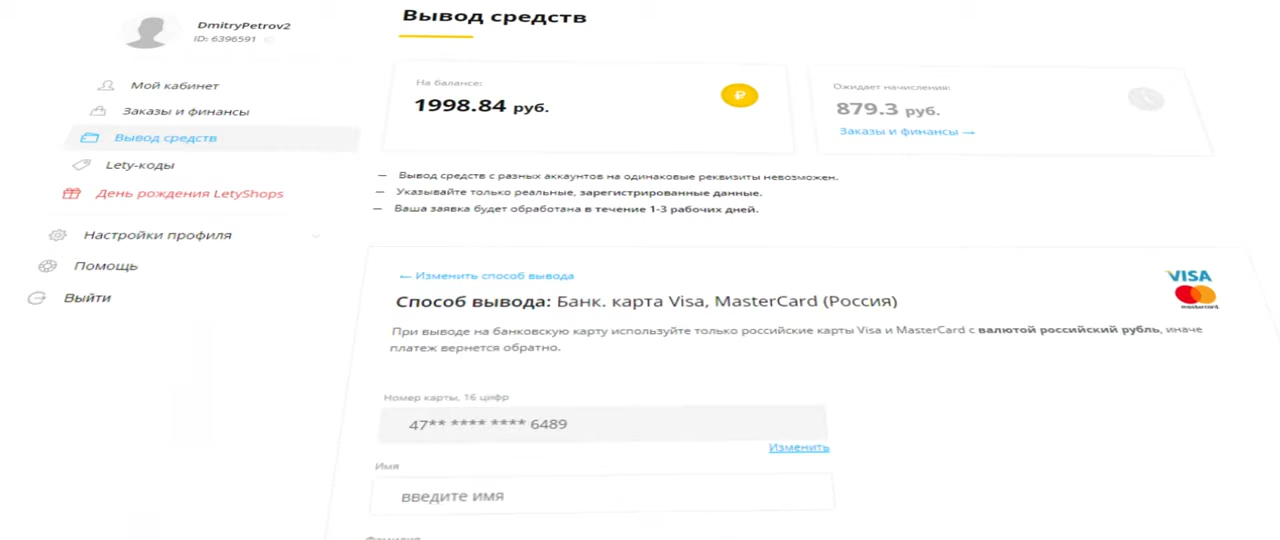 DmitryPetrov2
ID: 6396591
Мой кабинет
Заказы и финансы
Вывод средств
Lety-коды
День рождения LetyShops
Настройки профиля
Помощь
Выйти
Вывод средств
На балансе:
1998.84 руб.
₽
Ожидает начисления:
879.3 руб.
Заказы и финансы →
— Вывод средств с разных аккаунтов на одинаковые реквизиты невозможен.
— Указывайте только реальные, зарегистрированные данные.
— Ваша заявка будет обработана в течение 1-3 рабочих дней.
← Изменить способ вывода
VISA
mastercard
Способ вывода: Банк. карта Visa, MasterCard (Россия)
При выводе на банковскую карту используйте только российские карты Visa и MasterCard с валютой российский рубль, иначе
платеж вернется обратно.
Номер карты, 16 цифр
47** **** **** 6489
Изменить
Имя
введите имя
Фамилия